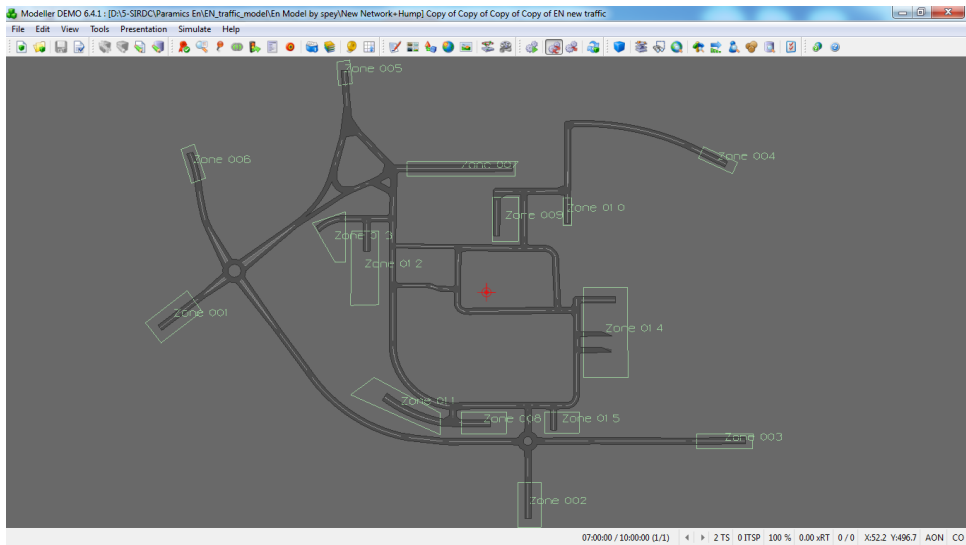 Modeller DEMO 6.4.1 : [D:\5-SIRDC\Paramics En\EN_traffic_model\En Model by spey\New Network+Hump] Copy of Copy of Copy of Copy of EN new traffic
File Edit View Tools Presentation Simulate Help
Zone 005
Zone 006
Zone 007
Zone 004
Zone 009
Zone 010
Zone 013
Zone 012
Zone 001
Zone 014
Zone 011
Zone 008
Zone 015
Zone 003
Zone 002
07:00:00 / 10:00:00 (1/1) 2 TS 0 ITSP 100 % 0.00 xRT 0 / 0 X:52.2 Y:496.7 AON CO